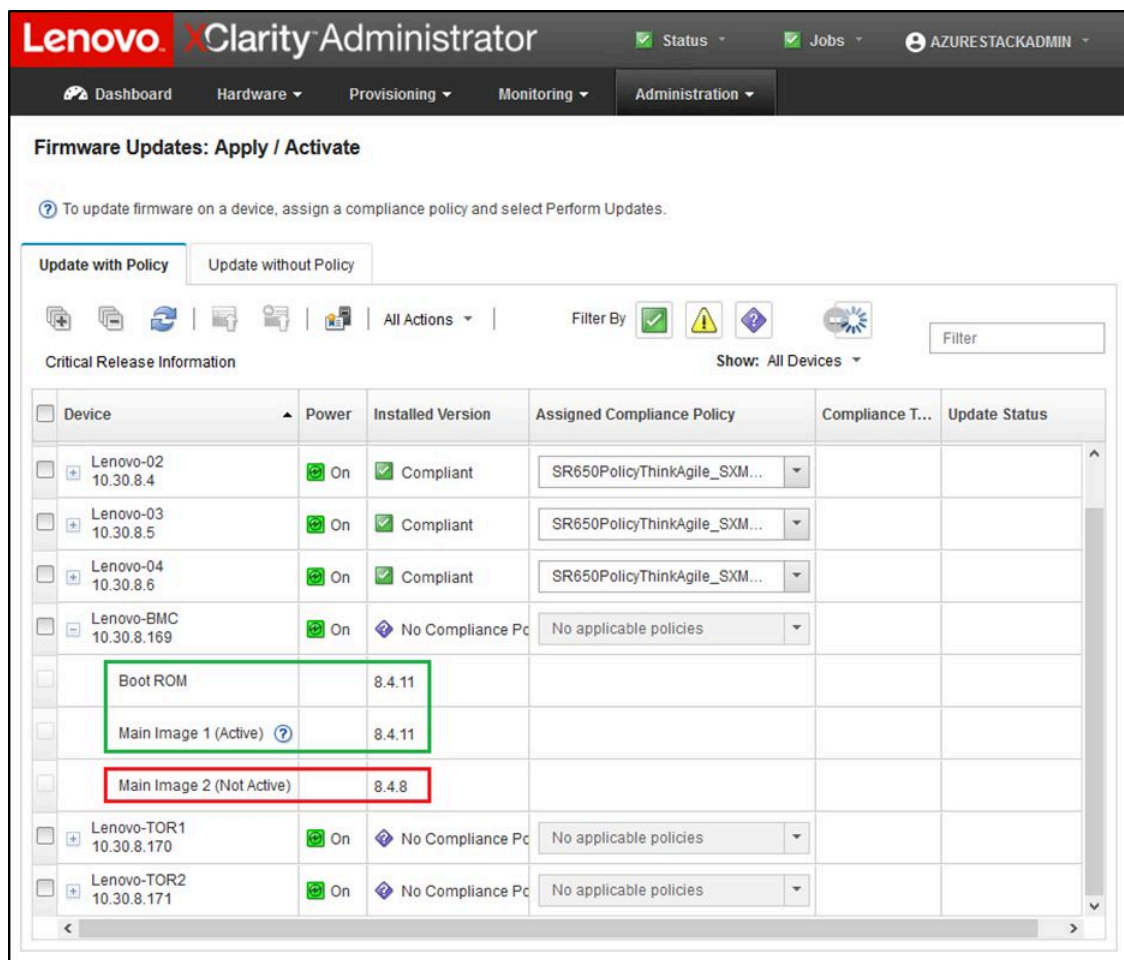 Lenovo. XClarity Administrator Status Jobs AZURESTACKADMIN
Dashboard Hardware Provisioning Monitoring Administration
Firmware Updates: Apply / Activate
? To update firmware on a device, assign a compliance policy and select Perform Updates.
Update with Policy Update without Policy
All Actions Filter By Filter
Critical Release Information Show: All Devices
Device Power Installed Version Assigned Compliance Policy Compliance T... Update Status
Lenovo-02
10.30.8.4
On Compliant SR650PolicyThinkAgile_SXM...
Lenovo-03
10.30.8.5
On Compliant SR650PolicyThinkAgile_SXM...
Lenovo-04
10.30.8.6
On Compliant SR650PolicyThinkAgile_SXM...
Lenovo-BMC
10.30.8.169
On No Compliance Po No applicable policies
Boot ROM 8.4.11
Main Image 1 (Active) ? 8.4.11
Main Image 2 (Not Active) 8.4.8
Lenovo-TOR1
10.30.8.170
On No Compliance Po No applicable policies
Lenovo-TOR2
10.30.8.171
On No Compliance Po No applicable policies